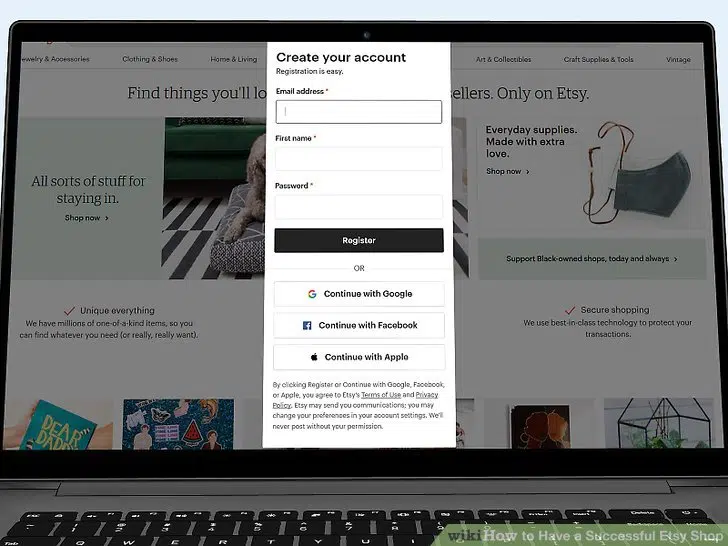 Jewelry & Accessories
Clothing & Shoes
Home & Living
Art & Collectibles
Craft Supplies & Tools
Vintage
Find things you'll lo
sellers. Only on Etsy.
All sorts of stuff for
staying in.
Shop now >
Create your account
Registration is easy.
Email address *
First name *
Password *
Register
OR
Continue with Google
Continue with Facebook
Continue with Apple
By clicking Register or Continue with Google, Facebook,
or Apple, you agree to Etsy's Terms of Use and Privacy
Policy. Etsy may send you communications; you may
change your preferences in your account settings. We'll
never post without your permission.
Everyday supplies.
Made with extra
love.
Shop now >
Support Black-owned shops, today and always >
Unique everything
We have millions of one-of-a-kind items, so you
can find whatever you need (or really, really want).
Secure shopping
We use best-in-class technology to protect your
transactions.
DEAR
DADDY
Delete
Q W E R T Y U I O P
wikiHow to Have a Successful Etsy Shop